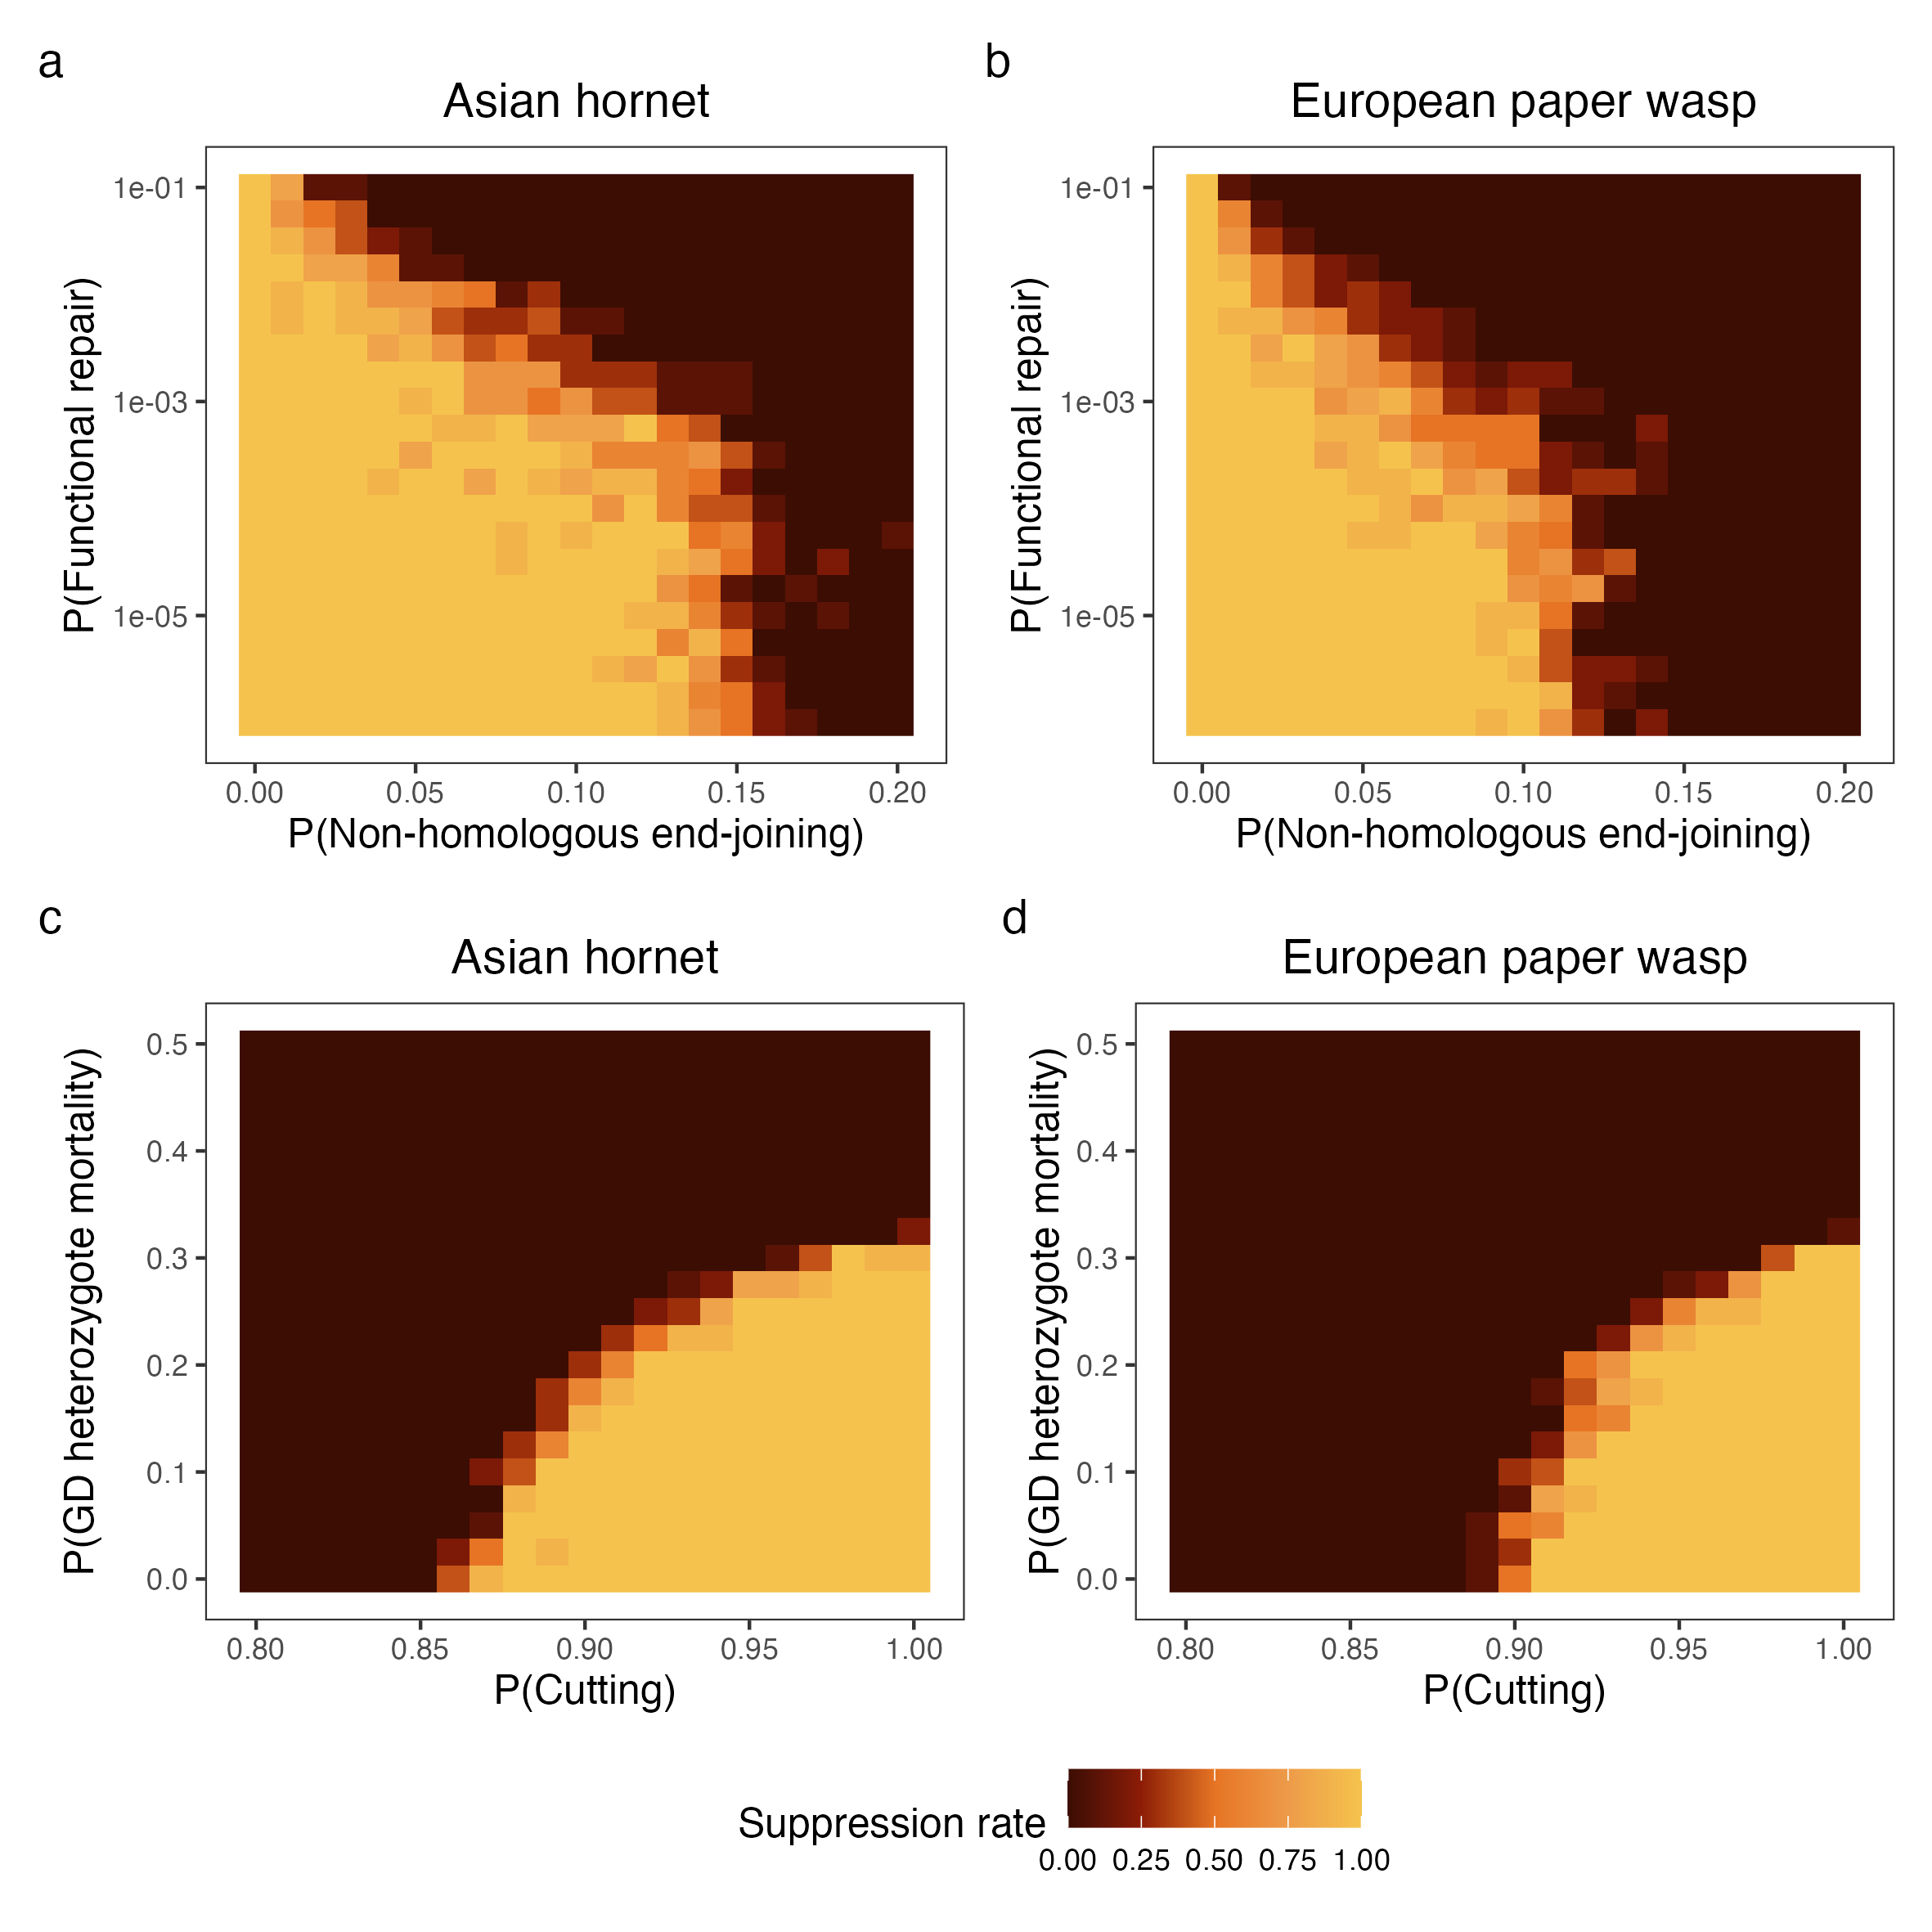 a
Asian hornet
P(Functional repair)
1e-01
1e-03
1e-05
0.00 0.05 0.10 0.15 0.20
P(Non-homologous end-joining)
b
European paper wasp
P(Functional repair)
1e-01
1e-03
1e-05
0.00 0.05 0.10 0.15 0.20
P(Non-homologous end-joining)
c
Asian hornet
P(GD heterozygote mortality)
0.5
0.4
0.3
0.2
0.1
0.0
0.80 0.85 0.90 0.95 1.00
P(Cutting)
d
European paper wasp
P(GD heterozygote mortality)
0.5
0.4
0.3
0.2
0.1
0.0
0.80 0.85 0.90 0.95 1.00
P(Cutting)
Suppression rate
0.00 0.25 0.50 0.75 1.00